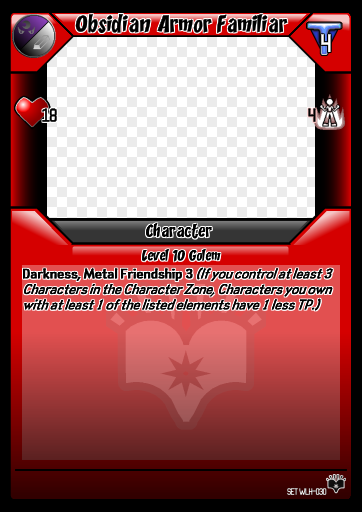 Obsidian Armor Familiar
T 4
18
4
Character
Level 10 Golem
Darkness, Metal Friendship 3 (If you control at least 3
Characters in the Character Zone, Characters you own
with at least 1 of the listed elements have 1 less TP.)
SET WLH-030